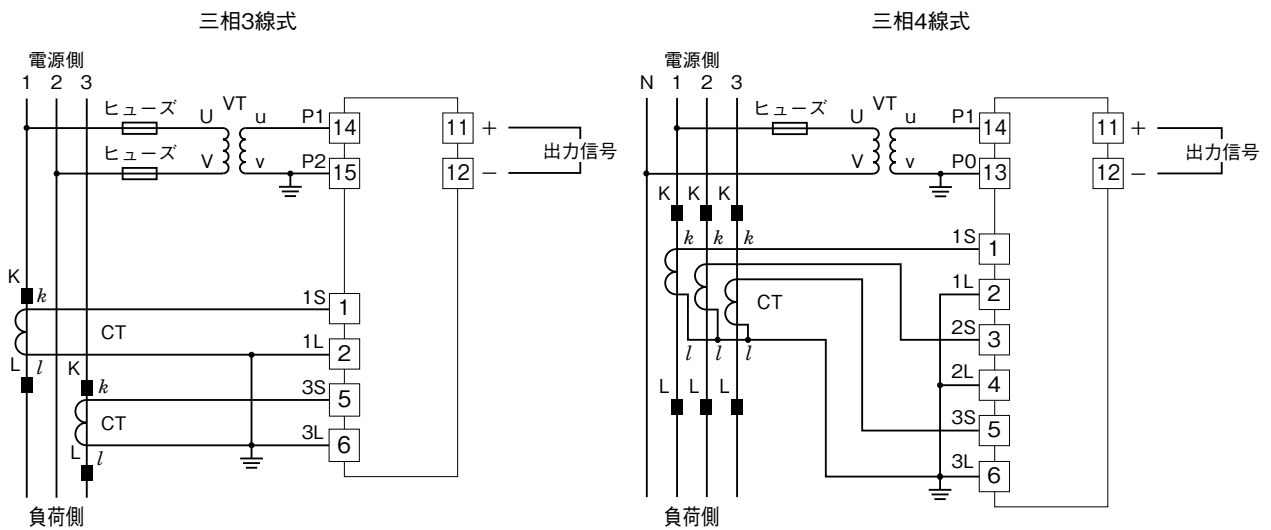 三相3線式
電源側
1 2 3
ヒューズ U VT u P1 14 11 +
出力信号
ヒューズ V v P2 15 12 −
K
k 1S 1
CT
L l 1L 2
K
k 3S 5
CT
L l 3L 6
負荷側
三相4線式
電源側
N 1 2 3
ヒューズ U VT u P1 14 11 +
出力信号
V v P0 13 12 −
K K K
k k k 1S 1
CT 1L 2
2S 3
l l l
2L 4
L L L
3S 5
3L 6
負荷側